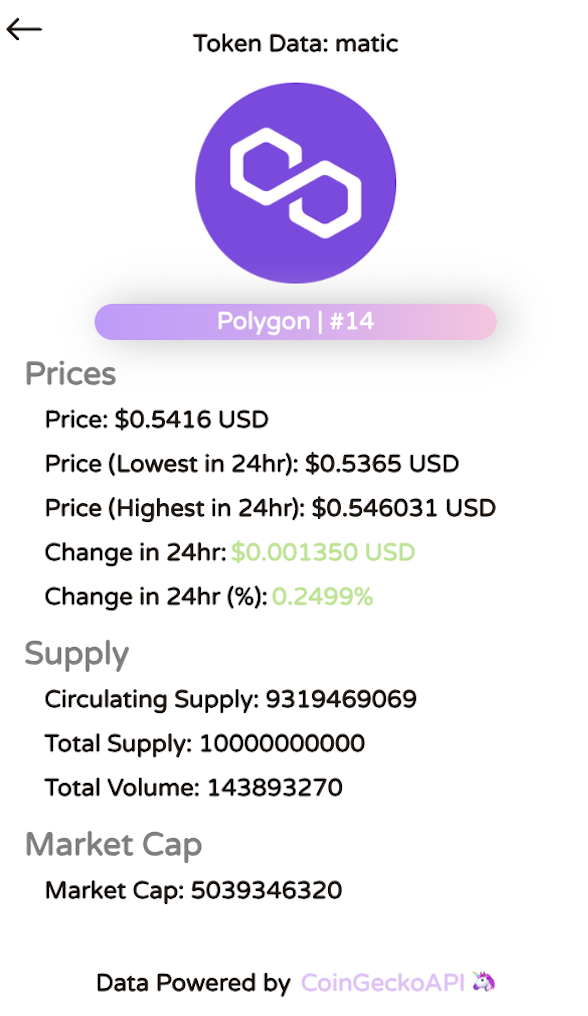 Token Data: matic
Polygon | #14
Prices
Price: $0.5416 USD
Price (Lowest in 24hr): $0.5365 USD
Price (Highest in 24hr): $0.546031 USD
Change in 24hr: $0.001350 USD
Change in 24hr (%): 0.2499%
Supply
Circulating Supply: 9319469069
Total Supply: 10000000000
Total Volume: 143893270
Market Cap
Market Cap: 5039346320
Data Powered by CoinGeckoAPI 🦄